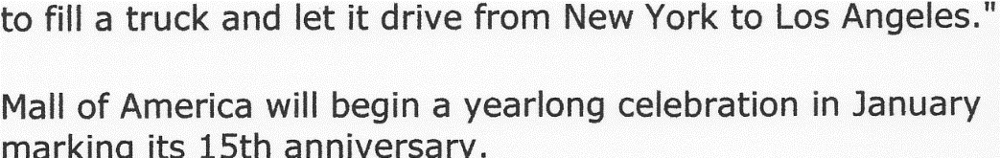 to fill a truck and let it drive from New York to Los Angeles."
Mall of America will begin a yearlong celebration in January
marking its 15th anniversary.